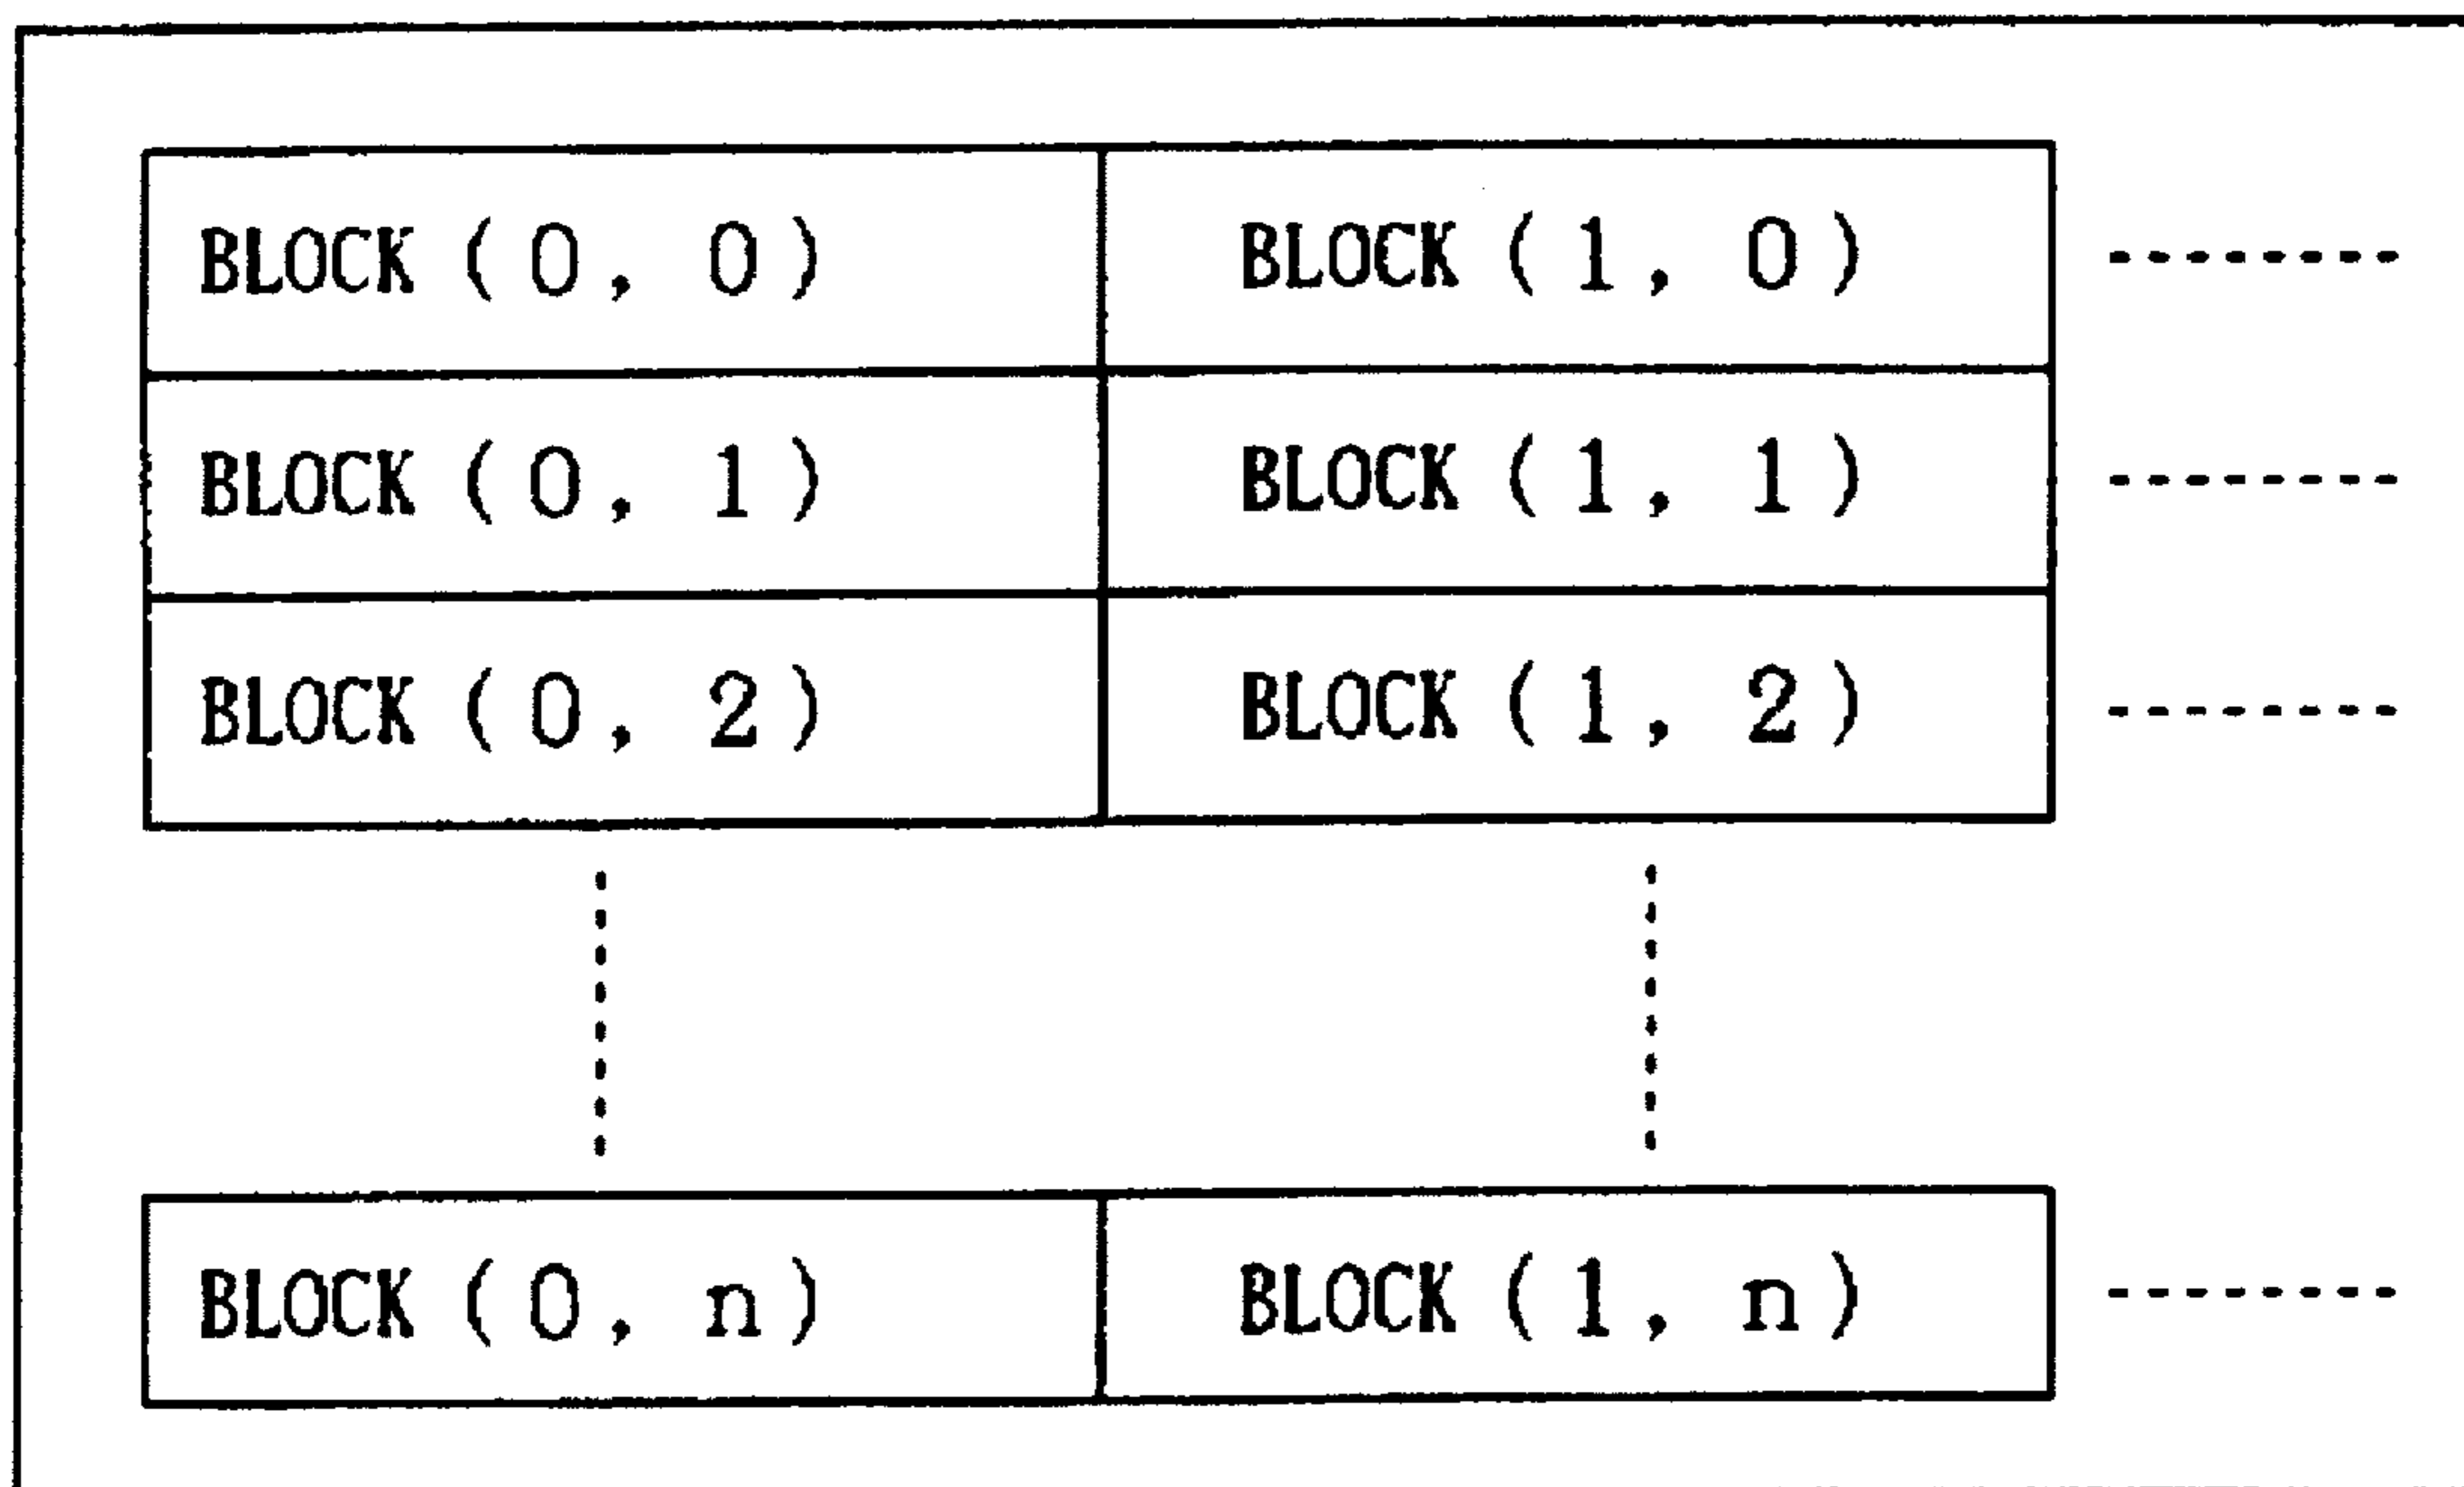 BLOCK (0, 0) BLOCK (1, 0)
BLOCK (0, 1) BLOCK (1, 1)
BLOCK (0, 2) BLOCK (1, 2)
BLOCK (0, n) BLOCK (1, n)